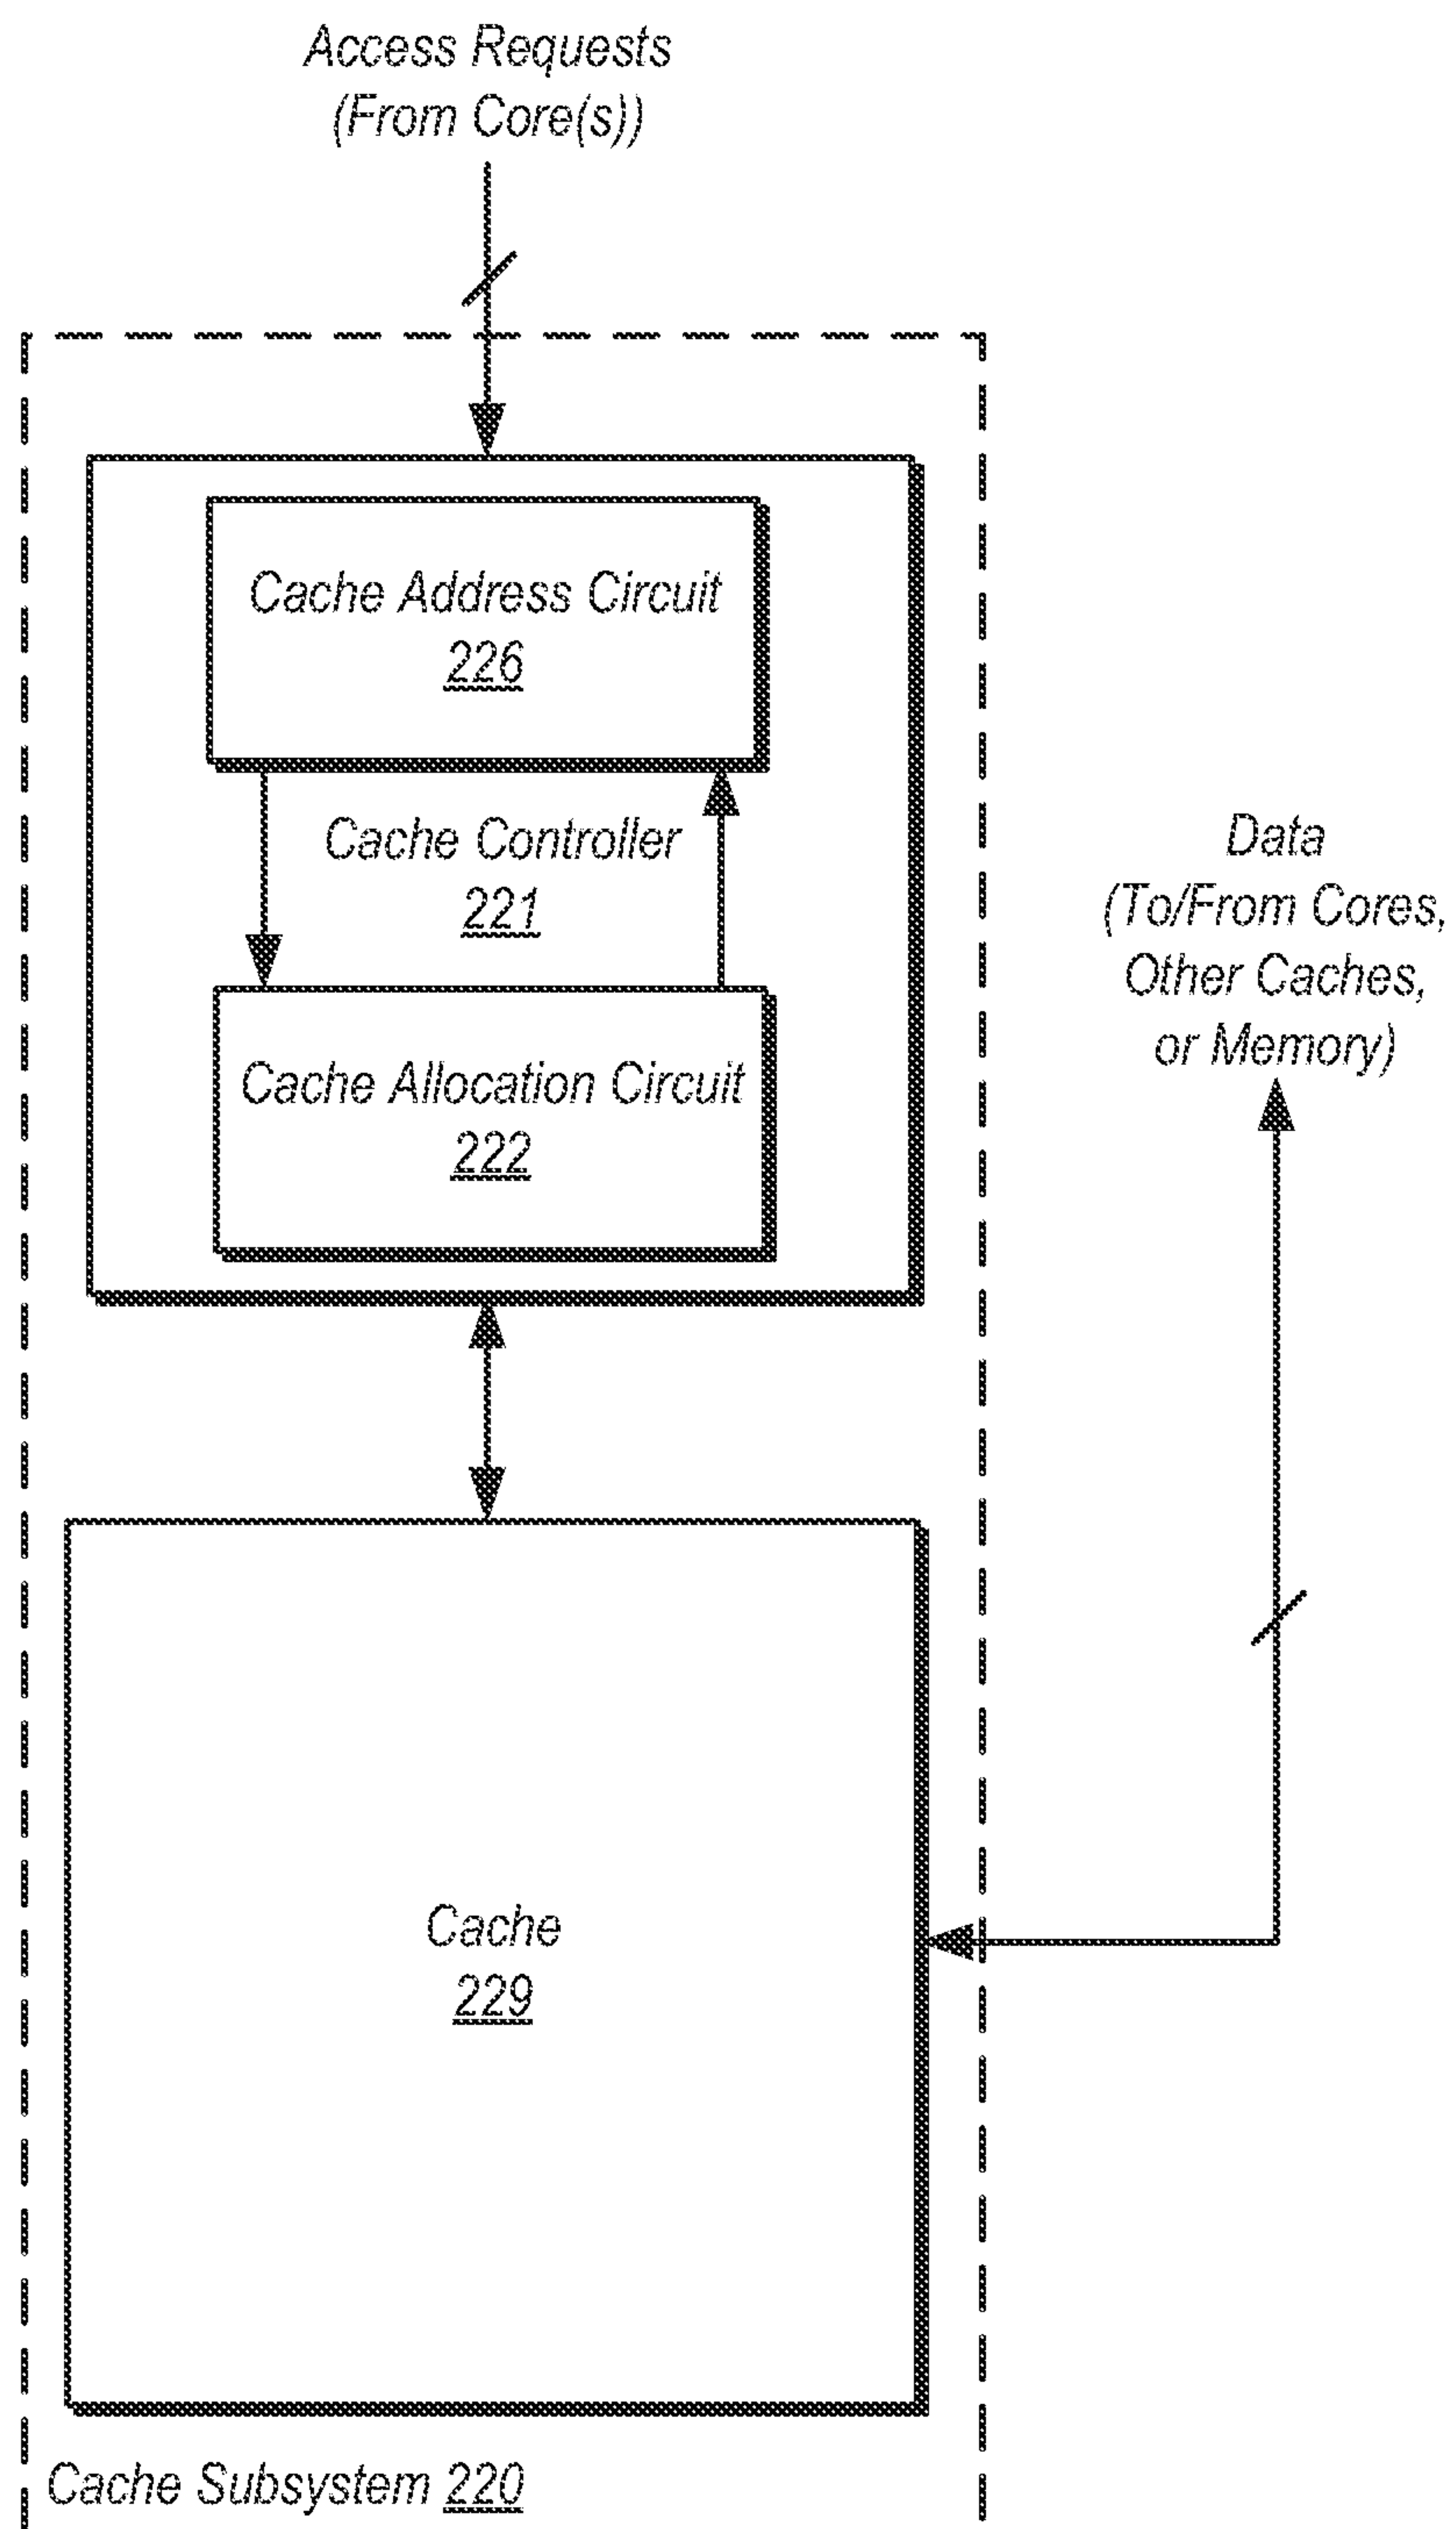 Access Requests
(From Core(s))
Cache Address Circuit
226
Cache Controller
221
Cache Allocation Circuit
222
Data
(To/From Cores,
Other Caches,
or Memory)
Cache
229
Cache Subsystem 220